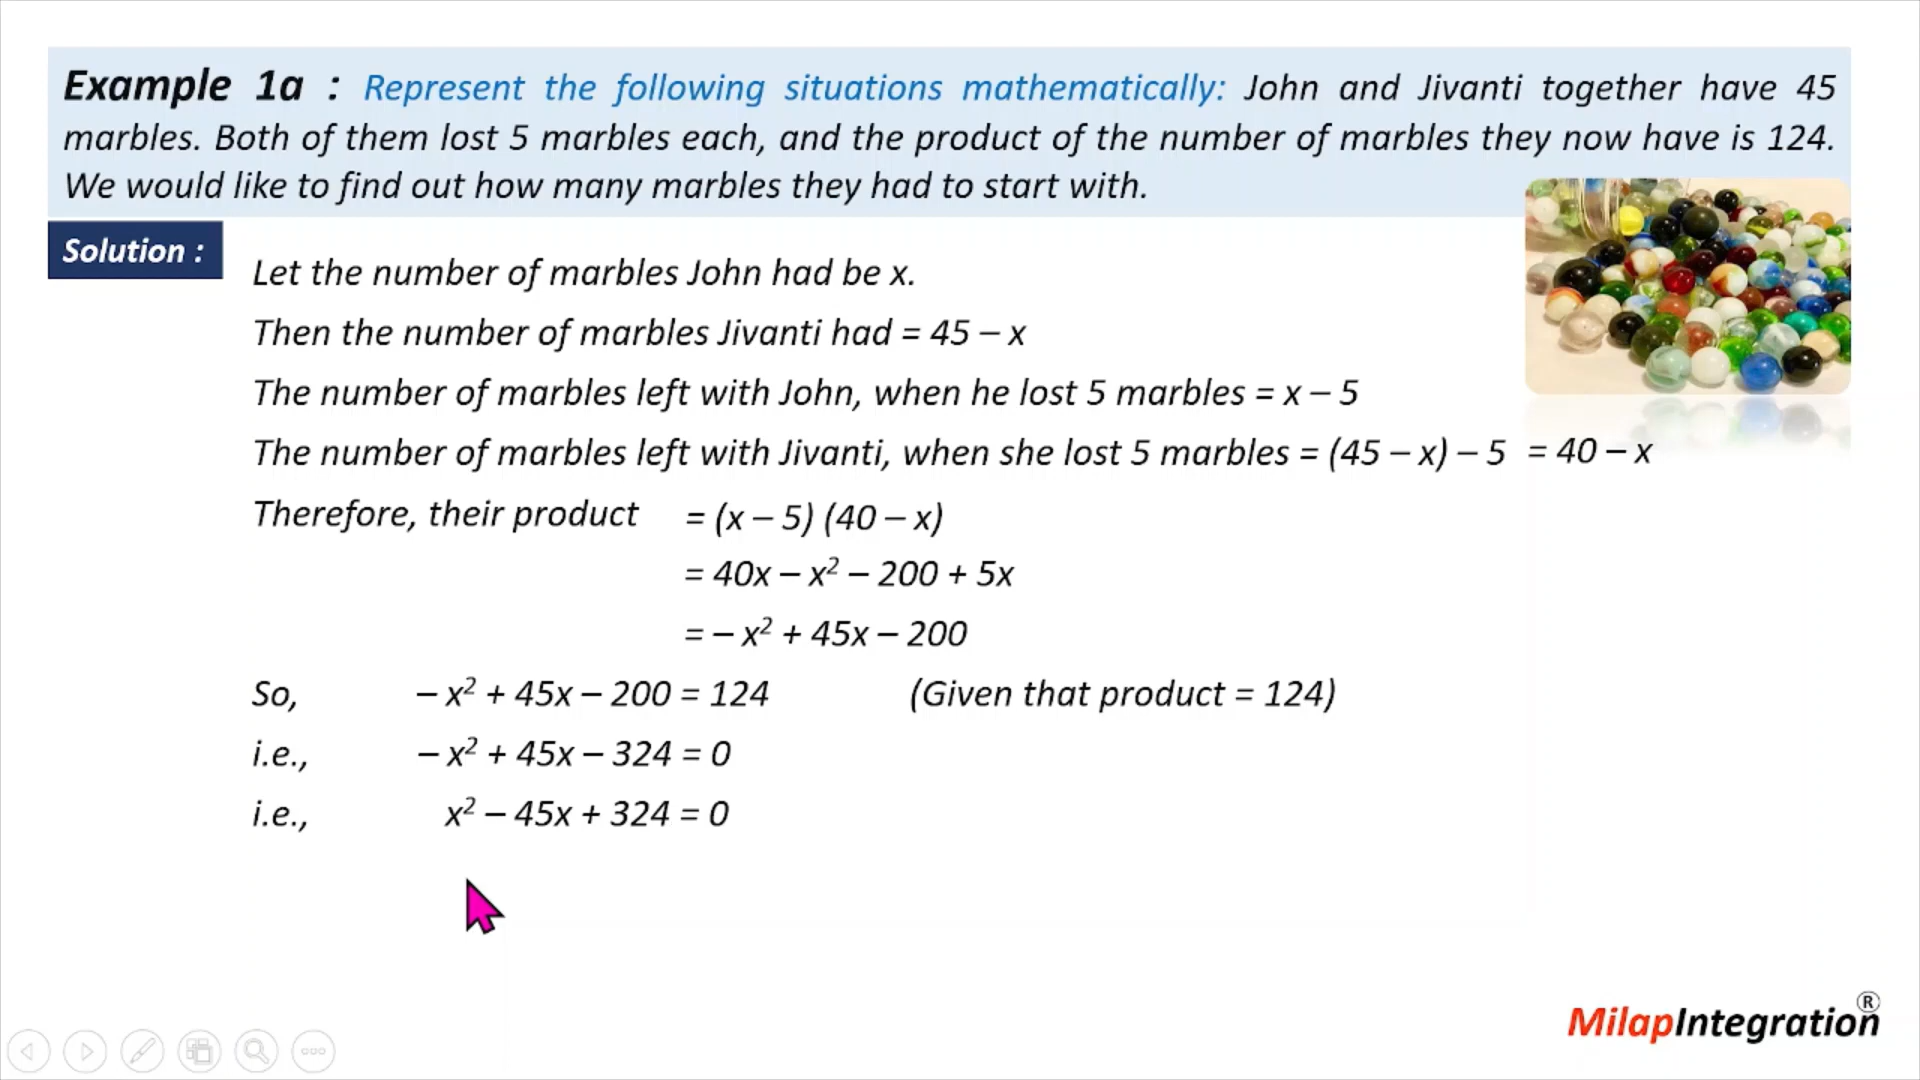 Example 1a : Represent the following situations mathematically: John and Jivanti together have 45
marbles. Both of them lost 5 marbles each, and the product of the number of marbles they now have is 124.
We would like to find out how many marbles they had to start with.
Solution :
Let the number of marbles John had be x.
Then the number of marbles Jivanti had = 45 – x
The number of marbles left with John, when he lost 5 marbles = x – 5
The number of marbles left with Jivanti, when she lost 5 marbles = (45 – x) – 5 = 40 – x
Therefore, their product = (x – 5) (40 – x)
= 40x – x² – 200 + 5x
= – x² + 45x – 200
So, – x² + 45x – 200 = 124 (Given that product = 124)
i.e., – x² + 45x – 324 = 0
i.e., x² – 45x + 324 = 0
MilapIntegration®